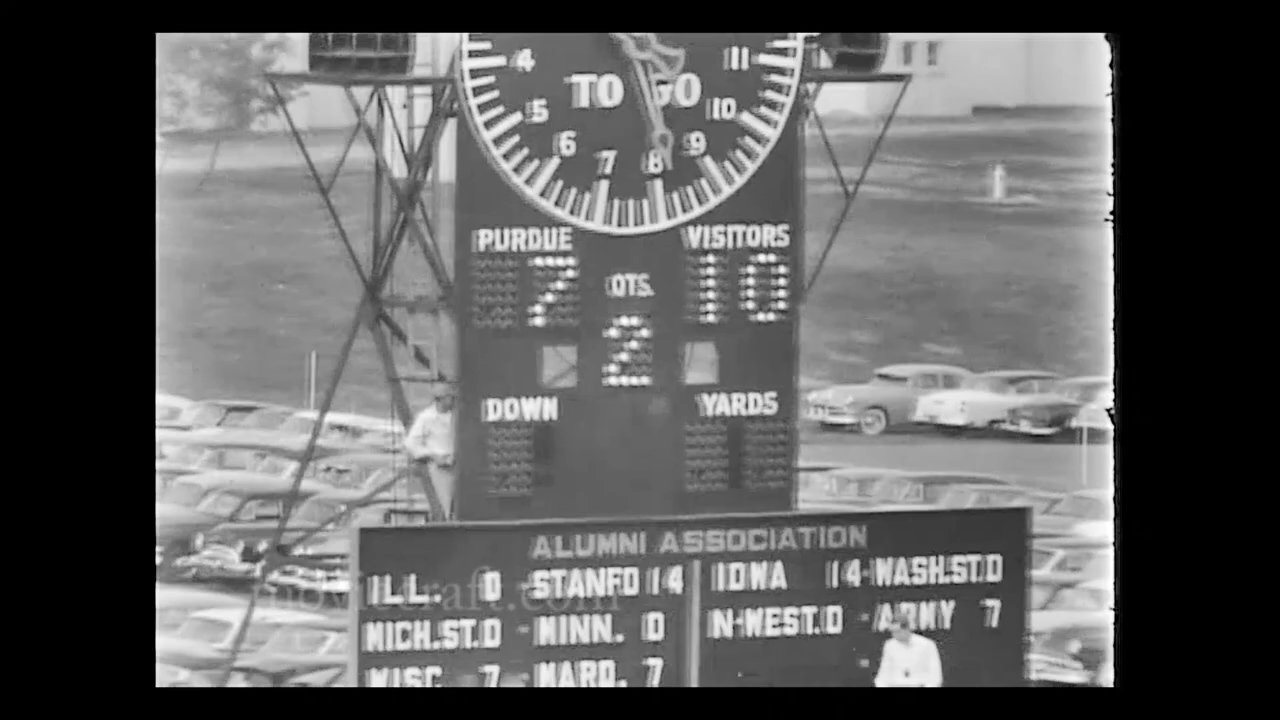 4 11
TO GO
5 10
6 7 8 9
PURDUE VISITORS
7 QTS. 10
2
DOWN YARDS
ALUMNI ASSOCIATION
ILL. 0 STANFD 14 IOWA 14 WASH.ST. 0
moviecraft.com
MICH.ST. 0 MINN. 0 N-WEST. 0 ARMY 7
WISC 7 MARQ. 7